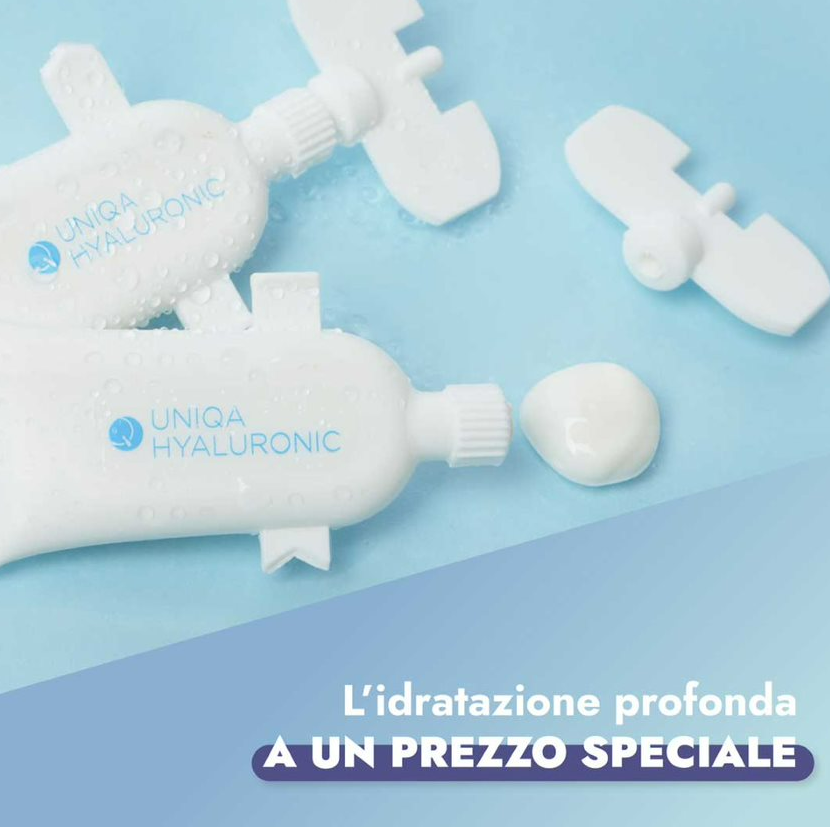 UNIQA
HYALURONIC
UNIQA
HYALURONIC
L'idratazione profonda
A UN PREZZO SPECIALE